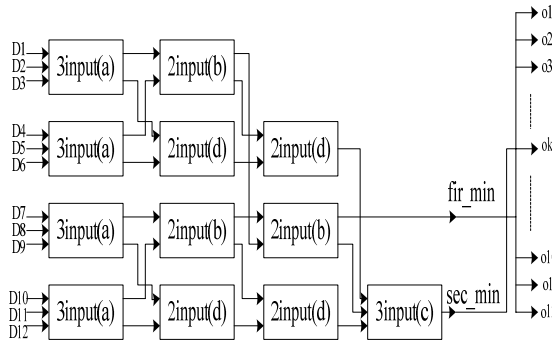 D1
D2
D3
3input(a)
2input(b)
D4
D5
D6
3input(a)
2input(d)
2input(d)
D7
D8
D9
3input(a)
2input(b)
2input(b)
D10
D11
D12
3input(a)
2input(d)
2input(d)
3input(c)
fir_min
sec_min
o1
o2
o3
ok